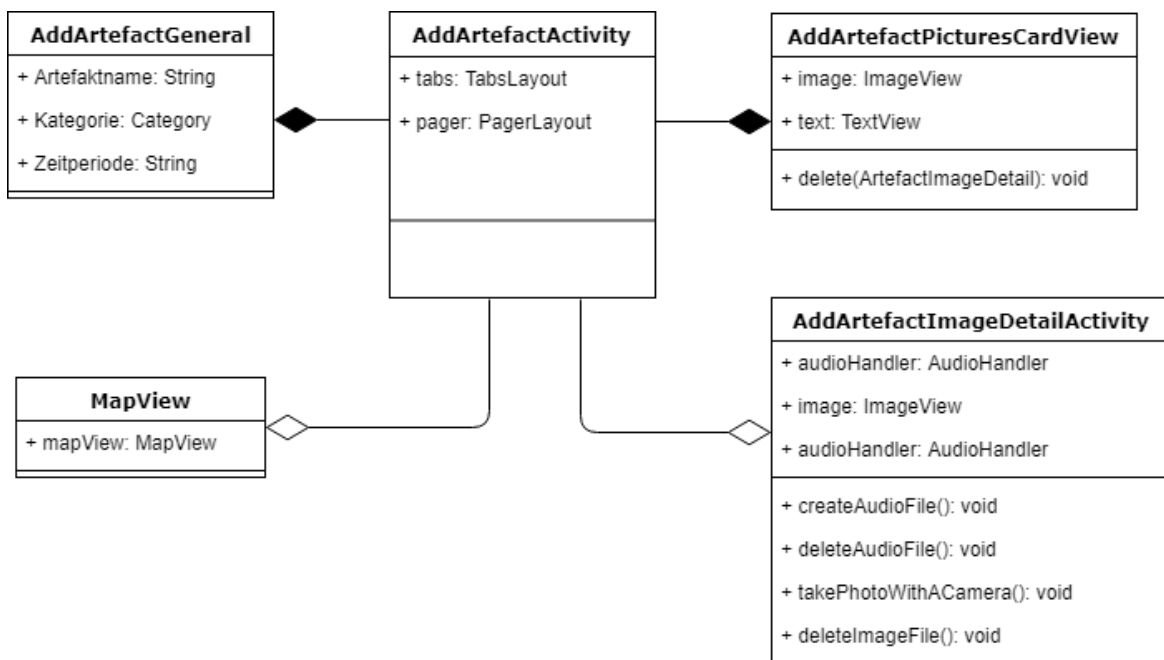 AddArtefactGeneral
+ Artefaktname: String
+ Kategorie: Category
+ Zeitperiode: String
AddArtefactActivity
+ tabs: TabsLayout
+ pager: PagerLayout
AddArtefactPicturesCardView
+ image: ImageView
+ text: TextView
+ delete(ArtefactImageDetail): void
MapView
+ mapView: MapView
AddArtefactImageDetailActivity
+ audioHandler: AudioHandler
+ image: ImageView
+ audioHandler: AudioHandler
+ createAudioFile(): void
+ deleteAudioFile(): void
+ takePhotoWithACamera(): void
+ deleteImageFile(): void